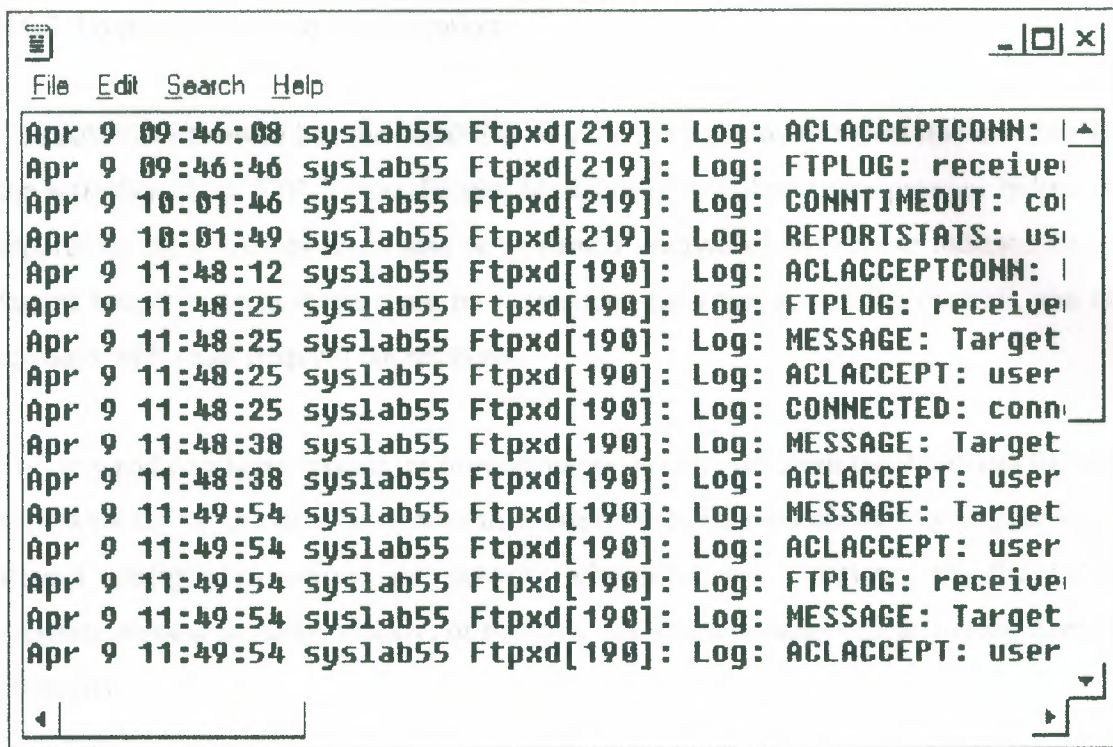 File Edit Search Help
Apr 9 09:46:08 syslab55 Ftpxd[219]: Log: ACLACCEPTCONN:
Apr 9 09:46:46 syslab55 Ftpxd[219]: Log: FTPLOG: receive
Apr 9 10:01:46 syslab55 Ftpxd[219]: Log: CONNTIMEOUT: co
Apr 9 10:01:49 syslab55 Ftpxd[219]: Log: REPORTSTATS: us
Apr 9 11:48:12 syslab55 Ftpxd[190]: Log: ACLACCEPTCONN:
Apr 9 11:48:25 syslab55 Ftpxd[190]: Log: FTPLOG: receive
Apr 9 11:48:25 syslab55 Ftpxd[190]: Log: MESSAGE: Target
Apr 9 11:48:25 syslab55 Ftpxd[190]: Log: ACLACCEPT: user
Apr 9 11:48:25 syslab55 Ftpxd[190]: Log: CONNECTED: conn
Apr 9 11:48:38 syslab55 Ftpxd[190]: Log: MESSAGE: Target
Apr 9 11:48:38 syslab55 Ftpxd[190]: Log: ACLACCEPT: user
Apr 9 11:49:54 syslab55 Ftpxd[190]: Log: MESSAGE: Target
Apr 9 11:49:54 syslab55 Ftpxd[190]: Log: ACLACCEPT: user
Apr 9 11:49:54 syslab55 Ftpxd[190]: Log: FTPLOG: receive
Apr 9 11:49:54 syslab55 Ftpxd[190]: Log: MESSAGE: Target
Apr 9 11:49:54 syslab55 Ftpxd[190]: Log: ACLACCEPT: user